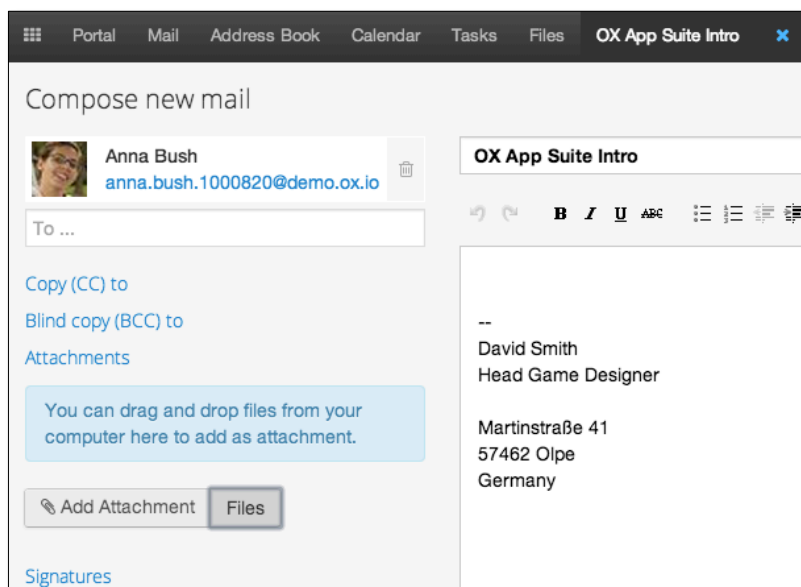 Portal Mail Address Book Calendar Tasks Files OX App Suite Intro
Compose new mail
Anna Bush
anna.bush.1000820@demo.ox.io
To ...
Copy (CC) to
Blind copy (BCC) to
Attachments
You can drag and drop files from your
computer here to add as attachment.
Add Attachment Files
Signatures
OX App Suite Intro
B I U ABC
--
David Smith
Head Game Designer
Martinstraße 41
57462 Olpe
Germany